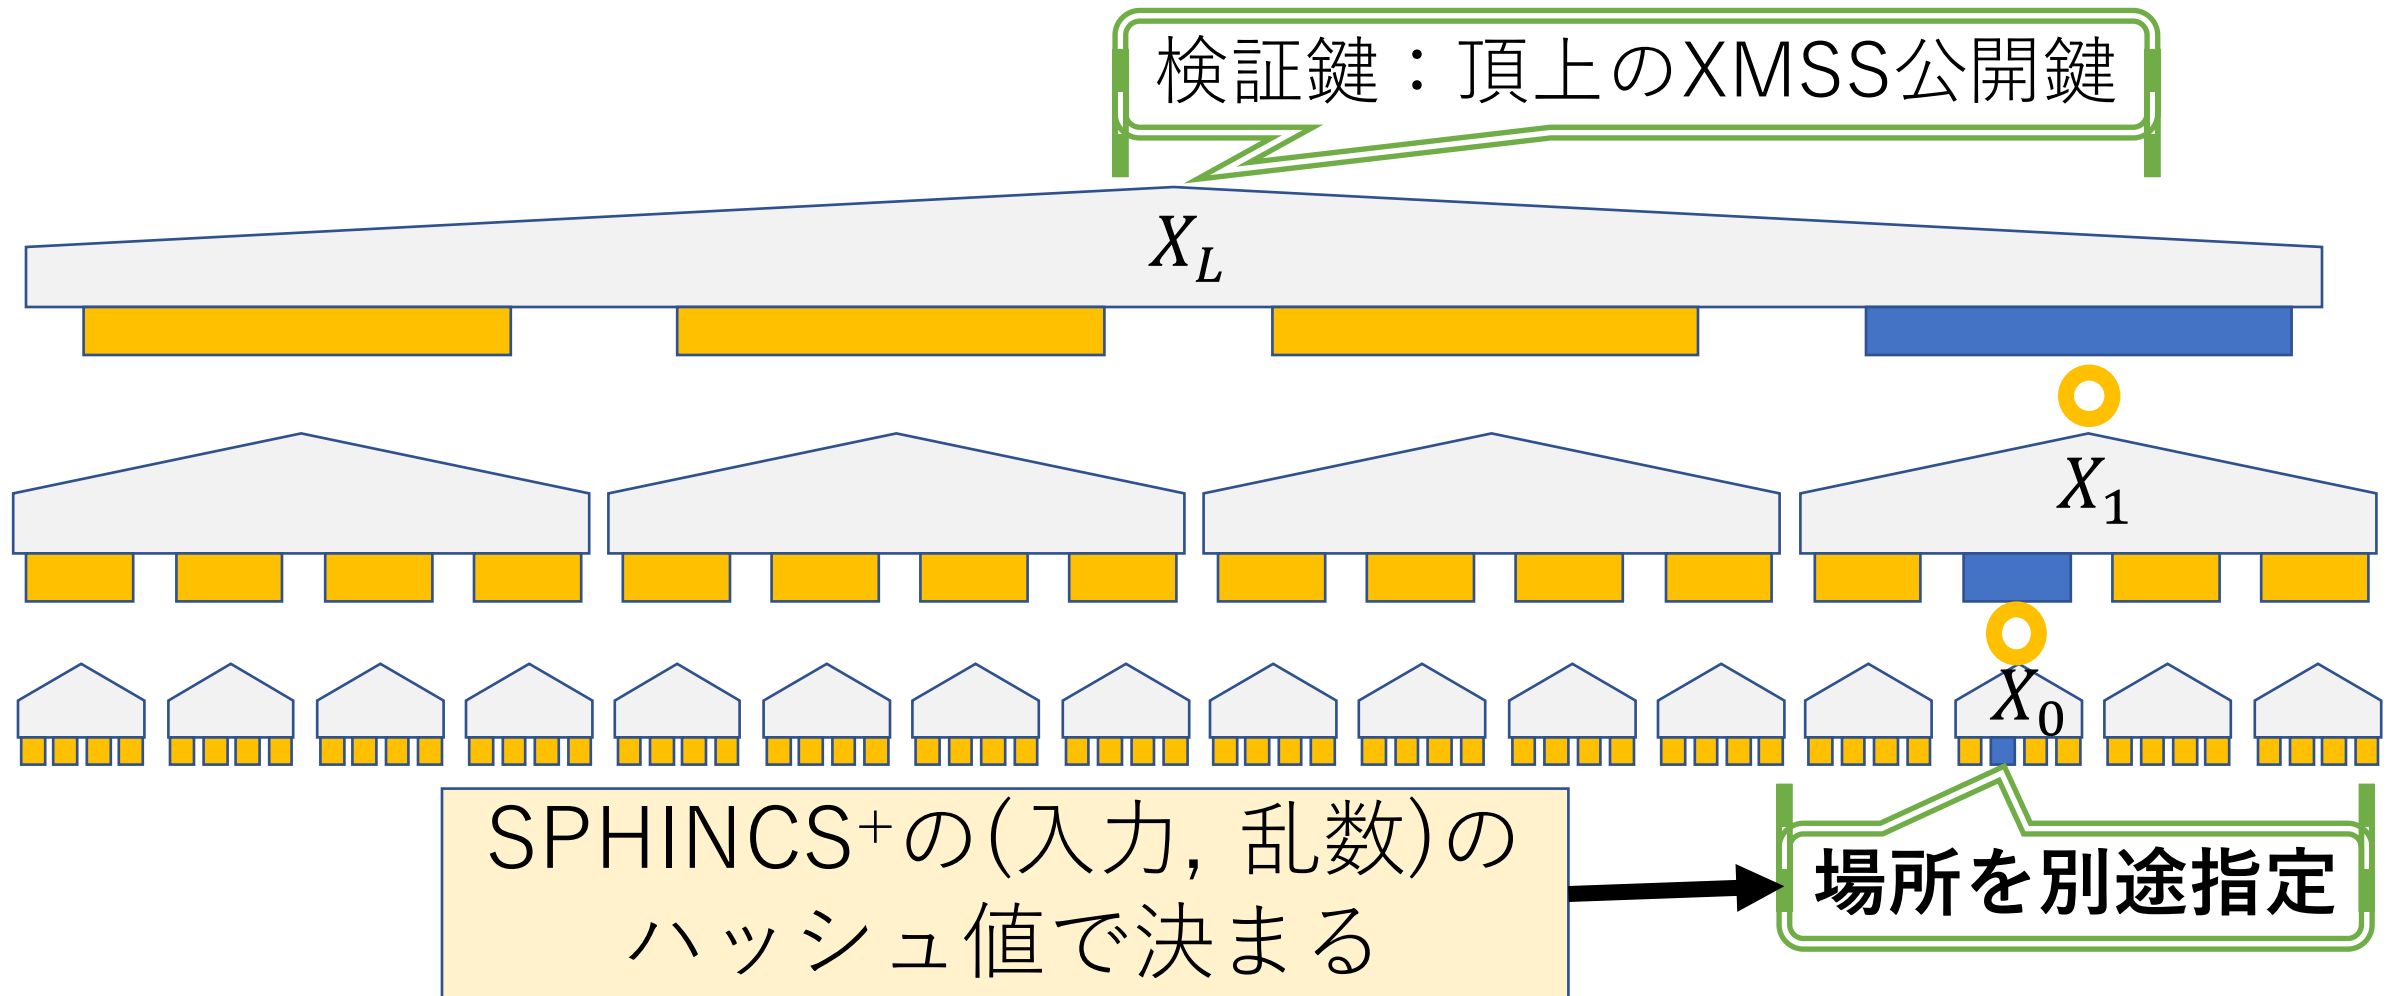 検証鍵：頂上のXMSS公開鍵
X_L
X_1
X_0
SPHINCS⁺の(入力, 乱数)の
ハッシュ値で決まる
場所を別途指定